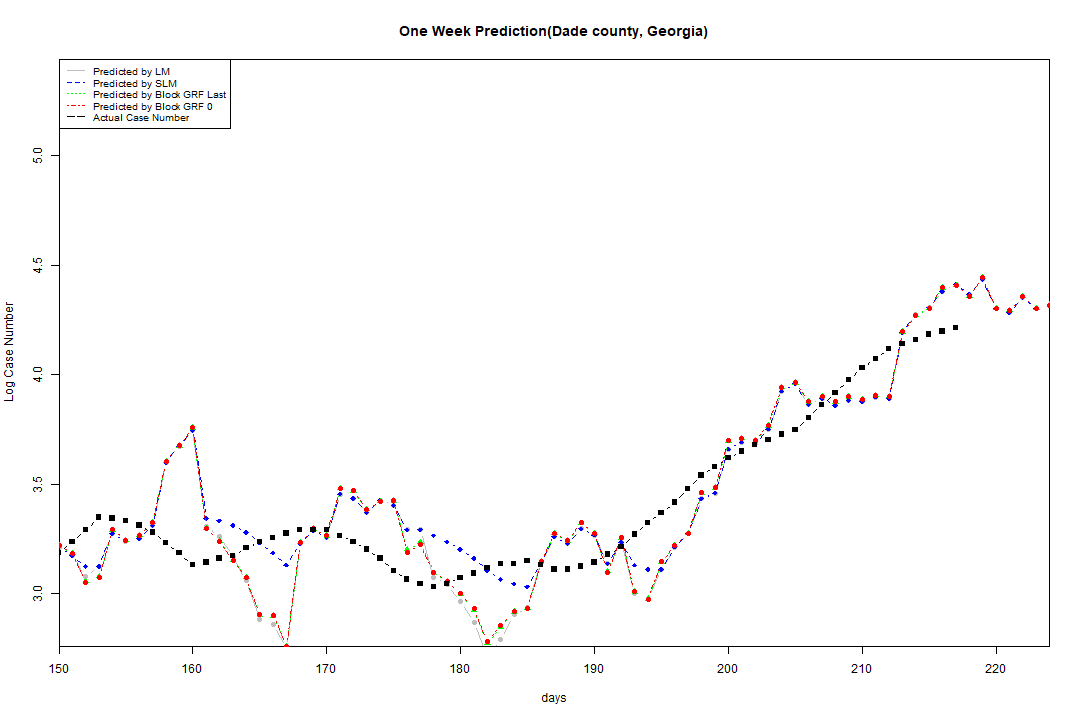 One Week Prediction(Dade county, Georgia)
Predicted by LM
Predicted by SLM
Predicted by Block GRF Last
Predicted by Block GRF 0
Actual Case Number
Log Case Number
5.0
4.5
4.0
3.5
3.0
150 160 170 180 190 200 210 220
days